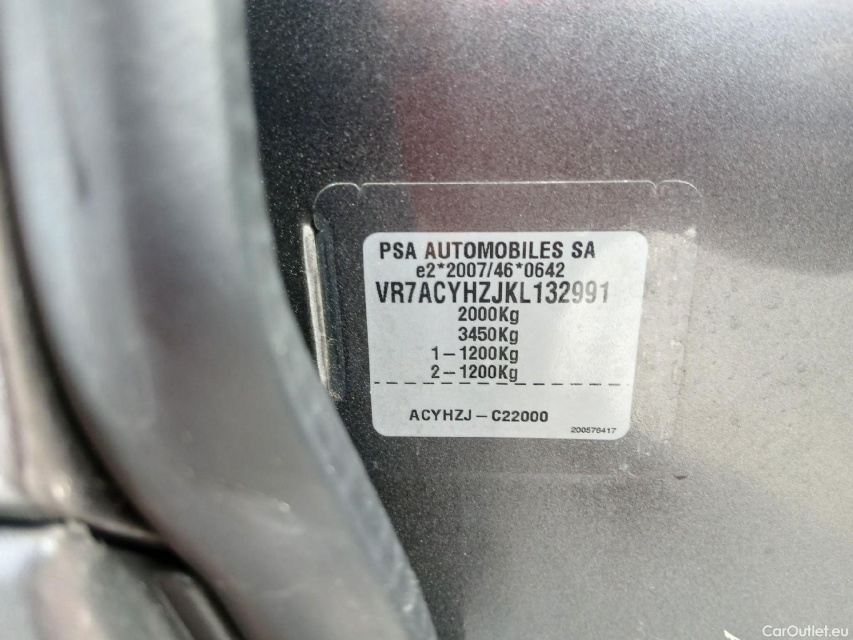 PSA AUTOMOBILES SA
e2*2007/46*0642
VR7ACYHZJKL132991
2000Kg
3450Kg
1-1200Kg
2-1200Kg
ACYHZJ-C22000
200576417
CarOutlet.eu